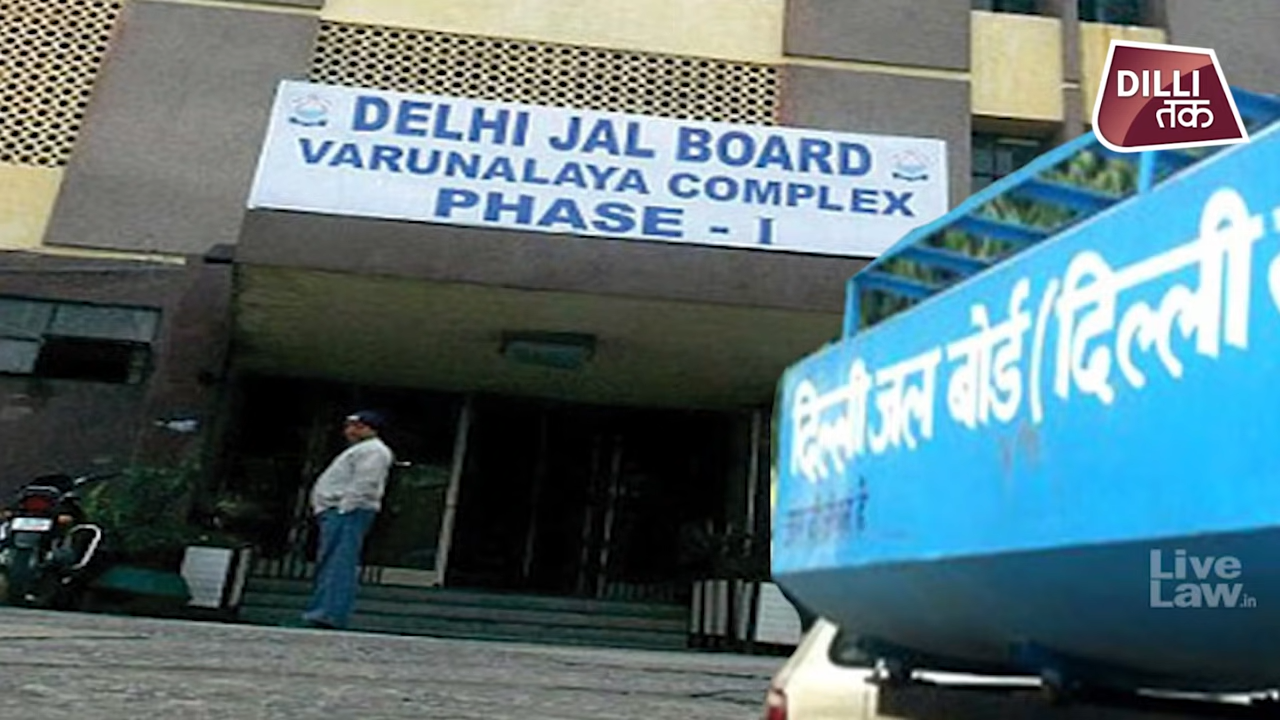 DELHI JAL BOARD
VARUNALAYA COMPLEX
PHASE - I
DILLI
तक
दिल्ली जल बोर्ड (दिल्ली
Live
Law.in